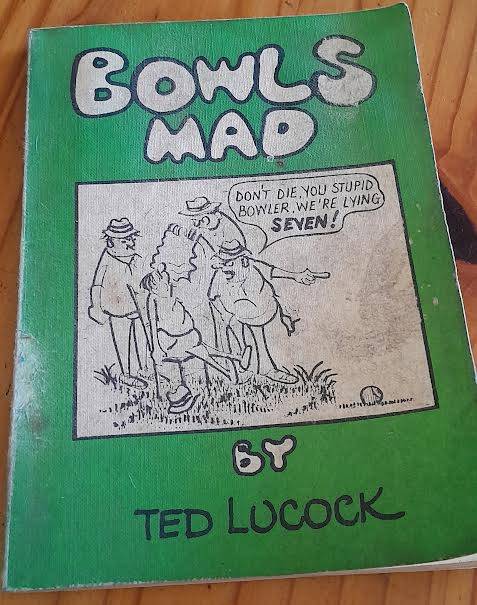 BOWLS
MAD
DON'T DIE, YOU STUPID
BOWLER, WE'RE LYING
SEVEN!
BY
TED LUCOCK